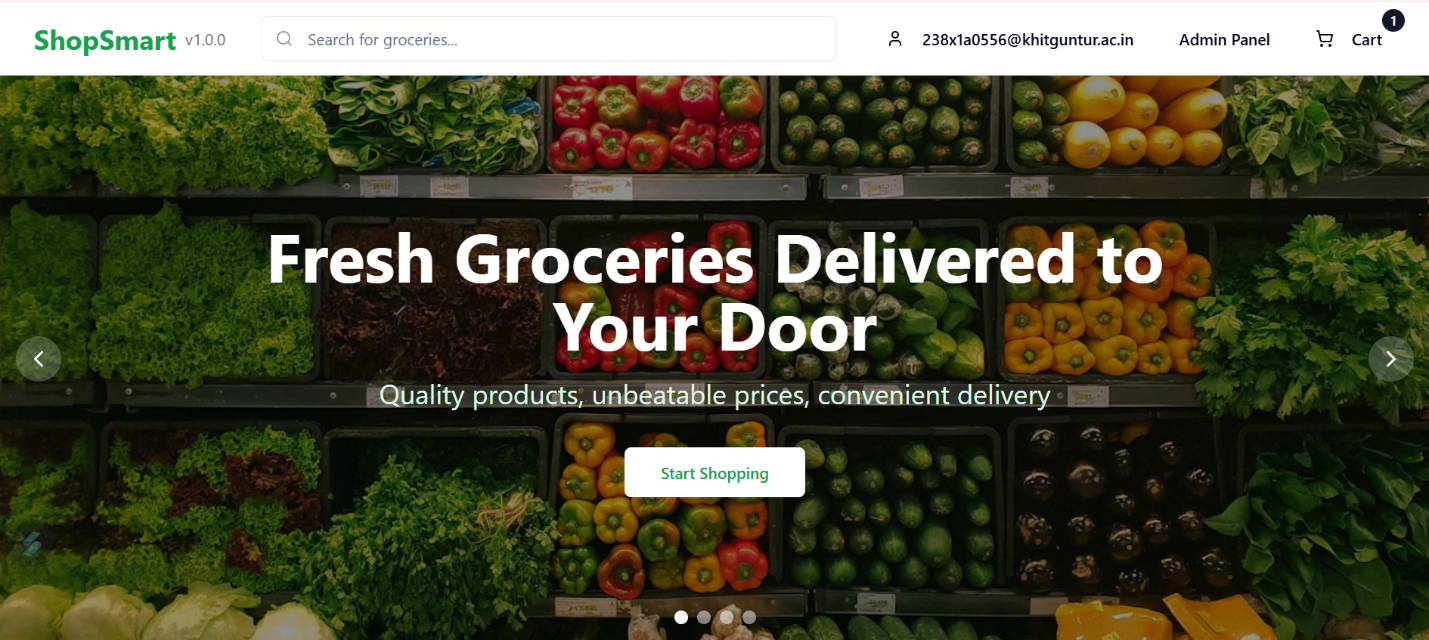 ShopSmart v1.0.0
Search for groceries...
238x1a0556@khitguntur.ac.in
Admin Panel
Cart
1
Fresh Groceries Delivered to
Your Door
Quality products, unbeatable prices, convenient delivery
Start Shopping